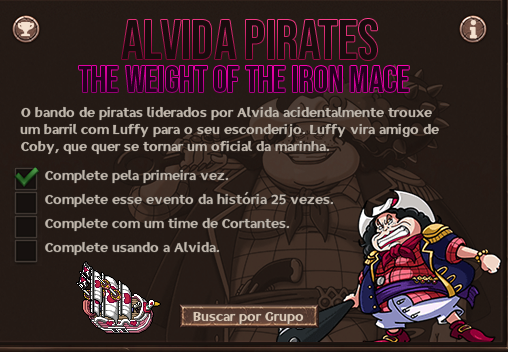 ALVIDA PIRATES
THE WEIGHT OF THE IRON MACE
O bando de piratas liderados por Alvida acidentalmente trouxe
um barril com Luffy para o seu esconderijo. Luffy vira amigo de
Coby, que quer se tornar um oficial da marinha.
Complete pela primeira vez.
Complete esse evento da história 25 vezes.
Complete com um time de Cortantes.
Complete usando a Alvida.
Buscar por Grupo